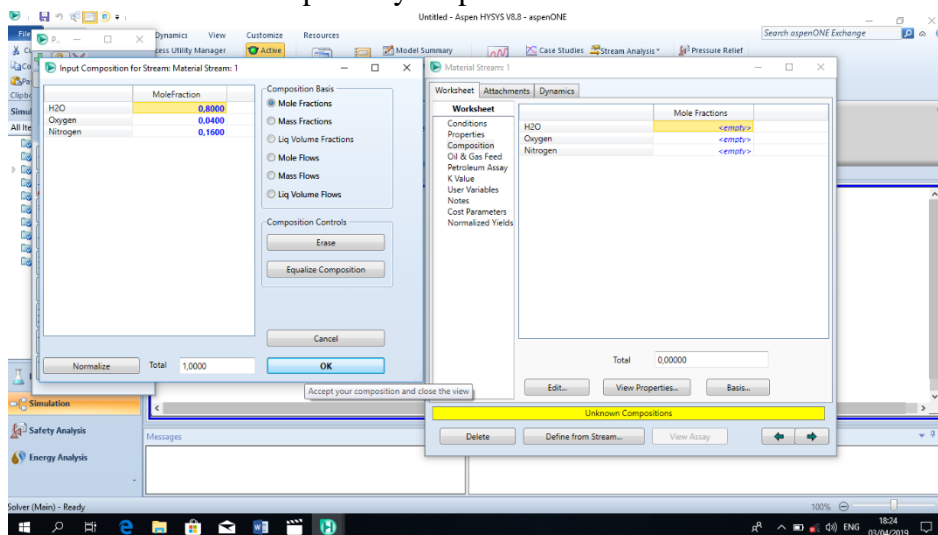 Untitled - Aspen HYSYS V8.8 - aspenONE
File
Dynamics View Customize Resources
Search aspenONE Exchange
Utility Manager
Active
Model Summary
Case Studies
Stream Analysis
Pressure Relief
Input Composition for Stream: Material Stream: 1
MoleFraction
H2O 0,8000
Oxygen 0,0400
Nitrogen 0,1600
Composition Basis
Mole Fractions
Mass Fractions
Liq Volume Fractions
Mole Flows
Mass Flows
Liq Volume Flows
Composition Controls
Erase
Equalize Composition
Cancel
Normalize Total 1,0000 OK
Accept your composition and close the view
Material Stream: 1
Worksheet Attachments Dynamics
Worksheet
Conditions
Properties
Composition
Oil & Gas Feed
Petroleum Assay
K Value
User Variables
Notes
Cost Parameters
Normalized Yields
Mole Fractions
H2O <empty>
Oxygen <empty>
Nitrogen <empty>
Total 0,00000
Edit... View Properties... Basis...
Unknown Compositions
Delete Define from Stream... View Assay
Simulation
Safety Analysis
Energy Analysis
Messages
Solver (Main) - Ready
100%
ENG
18:24
03/04/2019